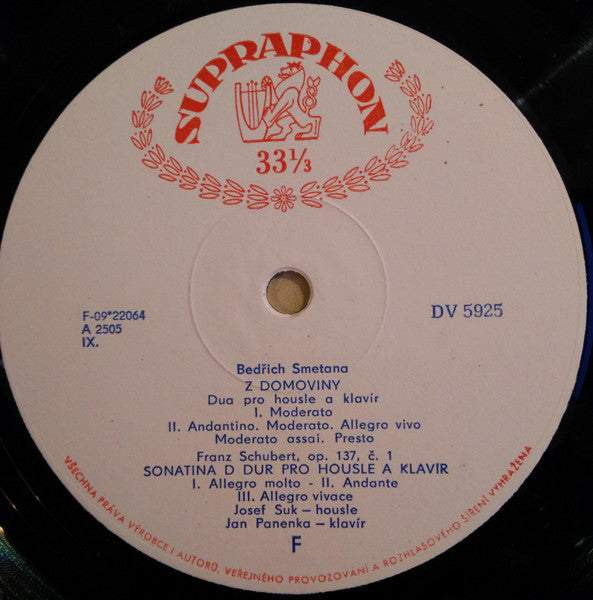 SUPRAPHON
33⅓
F-09*22064
A 2505
IX.
DV 5925
Bedřich Smetana
Z DOMOVINY
Dua pro housle a klavír
I. Moderato
II. Andantino. Moderato. Allegro vivo
Moderato assai. Presto
Franz Schubert, op. 137, č. 1
SONATINA D DUR PRO HOUSLE A KLAVÍR
I. Allegro molto - II. Andante
III. Allegro vivace
Josef Suk – housle
Jan Panenka – klavír
F
VŠECHNA PRÁVA VÝROBCE I AUTORŮ, VEŘEJNÉHO PROVOZOVÁNÍ A ROZHLASOVÉHO ŠÍŘENÍ VYHRAŽENA